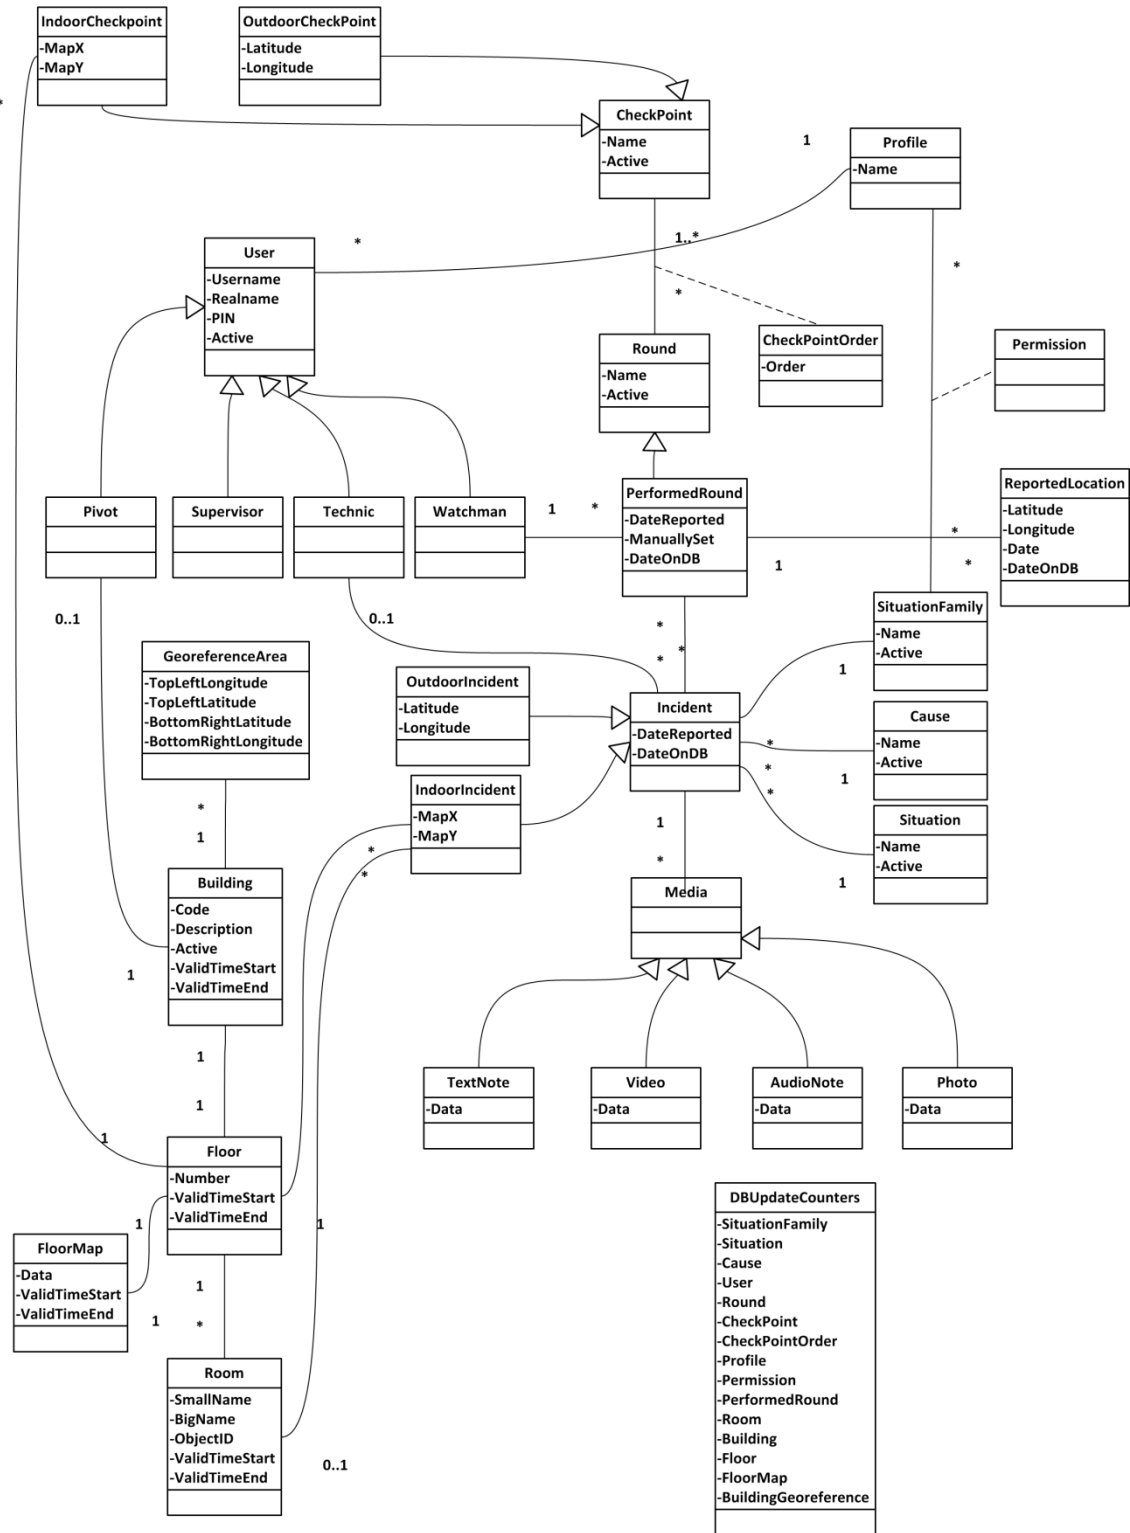 IndoorCheckpoint
-MapX
-MapY
OutdoorCheckPoint
-Latitude
-Longitude
*
CheckPoint
-Name
-Active
1
Profile
-Name
User
-Username
-Realname
-PIN
-Active
*
1..*
*
*
CheckPointOrder
-Order
Permission
Round
-Name
-Active
Pivot
Supervisor
Technic
Watchman
1
*
PerformedRound
-DateReported
-ManuallySet
-DateOnDB
1
*
*
ReportedLocation
-Latitude
-Longitude
-Date
-DateOnDB
0..1
0..1
*
*
*
SituationFamily
-Name
-Active
1
GeoreferenceArea
-TopLeftLongitude
-TopLeftLatitude
-BottomRightLatitude
-BottomRightLongitude
OutdoorIncident
-Latitude
-Longitude
Incident
-DateReported
-DateOnDB
*
*
*
Cause
-Name
-Active
1
IndoorIncident
-MapX
-MapY
*
*
*
1
1
*
Situation
-Name
-Active
1
Building
-Code
-Description
-Active
-ValidTimeStart
-ValidTimeEnd
1
Media
1
1
TextNote
-Data
Video
-Data
AudioNote
-Data
Photo
-Data
1
Floor
-Number
-ValidTimeStart
-ValidTimeEnd
1
1
FloorMap
-Data
-ValidTimeStart
-ValidTimeEnd
1
1
*
Room
-SmallName
-BigName
-ObjectID
-ValidTimeStart
-ValidTimeEnd
0..1
DBUpdateCounters
-SituationFamily
-Situation
-Cause
-User
-Round
-CheckPoint
-CheckPointOrder
-Profile
-Permission
-PerformedRound
-Room
-Building
-Floor
-FloorMap
-BuildingGeoreference